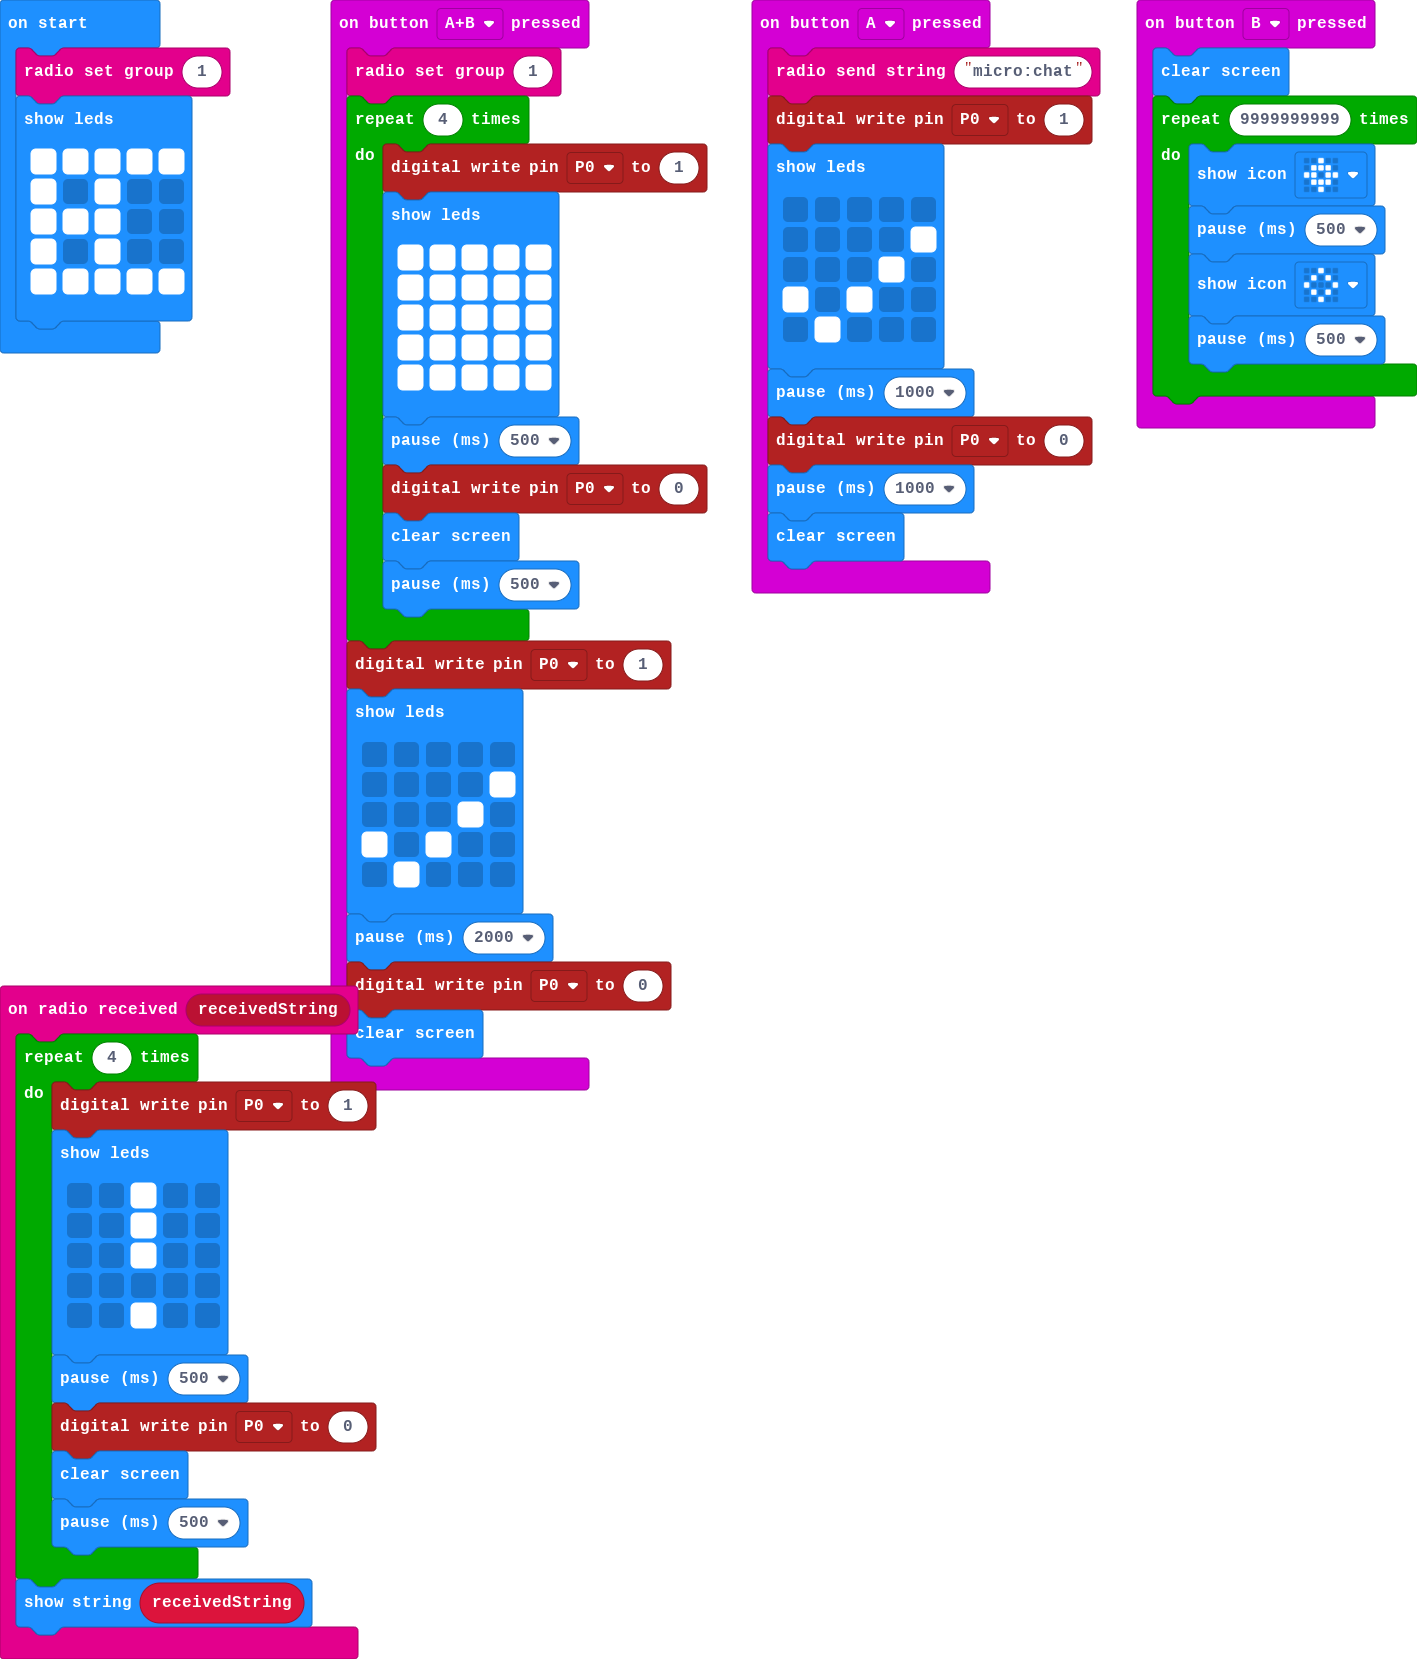 on start
radio set group 1
show leds
on button A+B pressed
radio set group 1
repeat 4 times
do
digital write pin P0 to 1
show leds
pause (ms) 500
digital write pin P0 to 0
clear screen
pause (ms) 500
digital write pin P0 to 1
show leds
pause (ms) 2000
digital write pin P0 to 0
clear screen
on button A pressed
radio send string "micro:chat"
digital write pin P0 to 1
show leds
pause (ms) 1000
digital write pin P0 to 0
pause (ms) 1000
clear screen
on button B pressed
clear screen
repeat 9999999999 times
do
show icon
pause (ms) 500
show icon
pause (ms) 500
on radio received receivedString
repeat 4 times
do
digital write pin P0 to 1
show leds
pause (ms) 500
digital write pin P0 to 0
clear screen
pause (ms) 500
show string receivedString